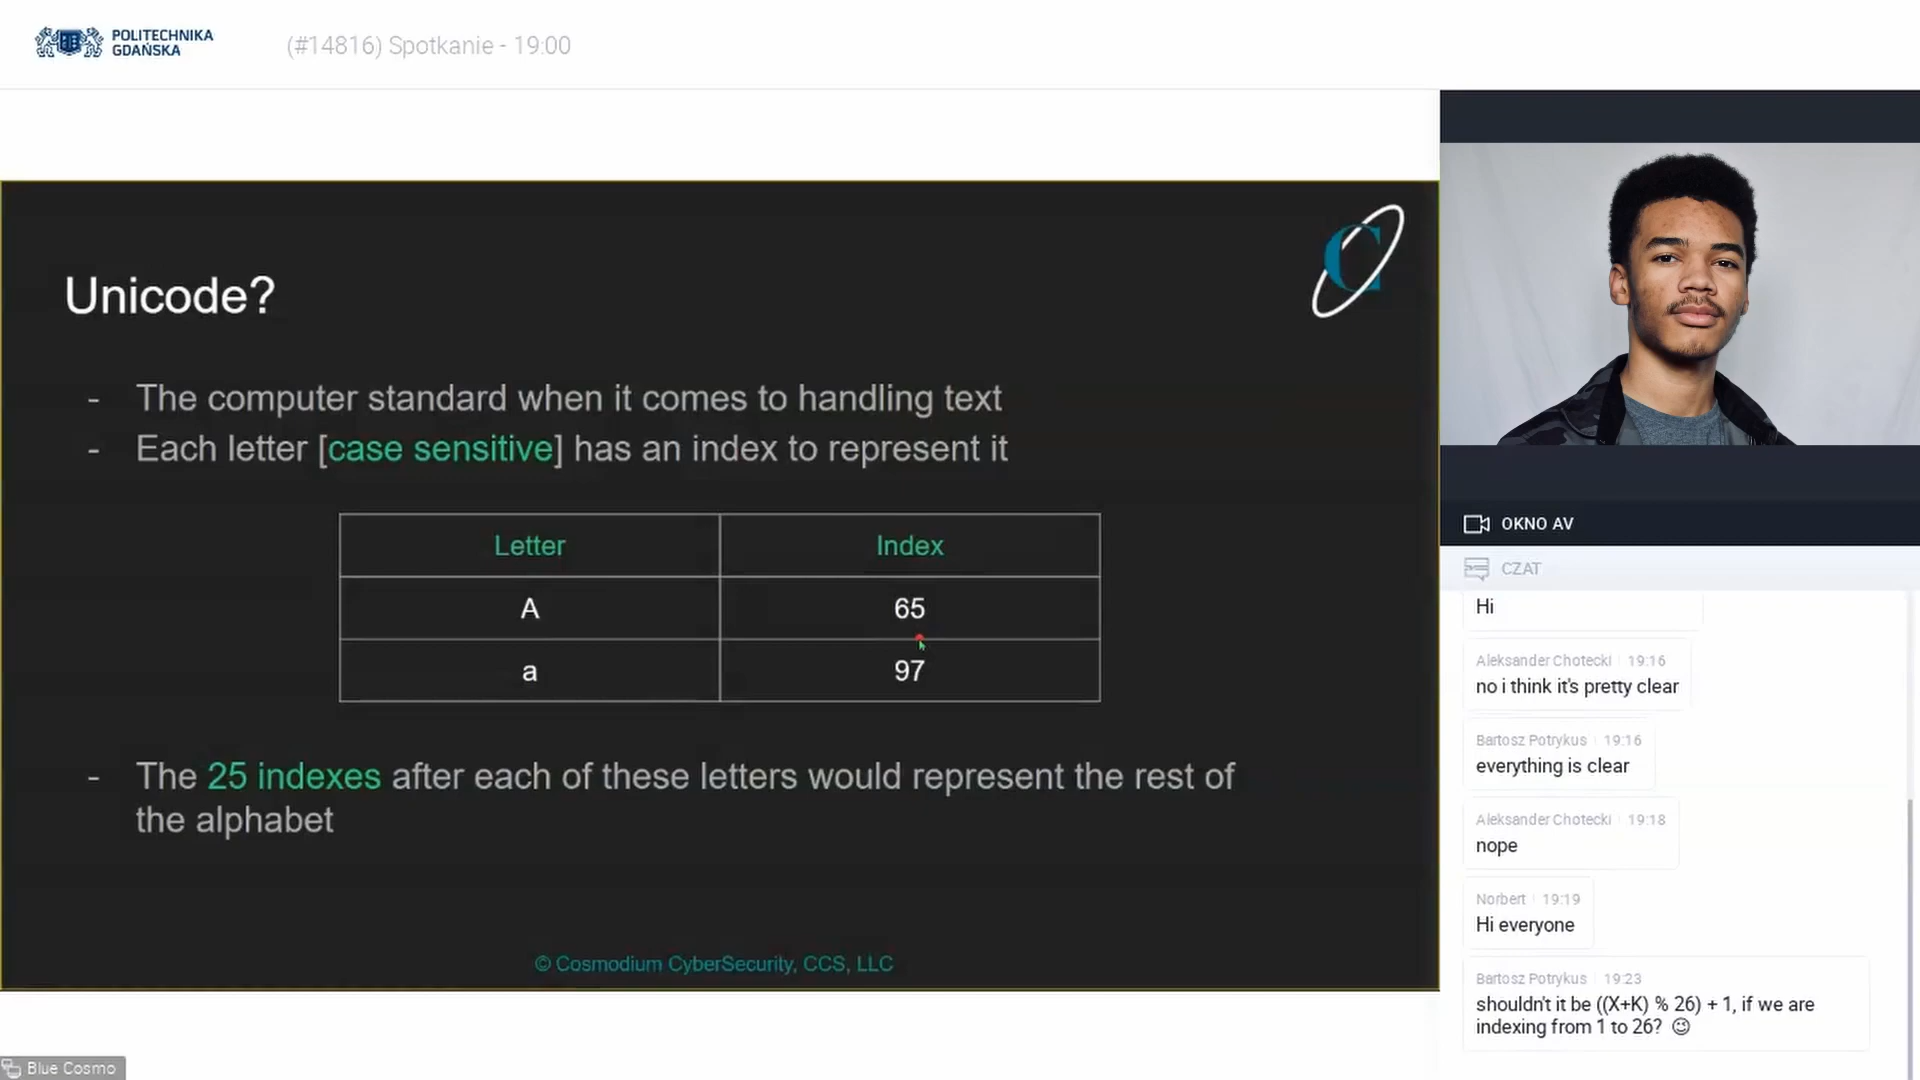 POLITECHNIKA
GDAŃSKA
(#14816) Spotkanie - 19:00
Unicode?
- The computer standard when it comes to handling text
- Each letter [case sensitive] has an index to represent it
Letter Index
A 65
a 97
- The 25 indexes after each of these letters would represent the rest of
the alphabet
© Cosmodium CyberSecurity, CCS, LLC
Blue Cosmo
OKNO AV
CZAT
Hi
Aleksander Chotecki 19:16
no i think it's pretty clear
Bartosz Potrykus 19:16
everything is clear
Aleksander Chotecki 19:18
nope
Norbert 19:19
Hi everyone
Bartosz Potrykus 19:23
shouldn't it be ((X+K) % 26) + 1, if we are
indexing from 1 to 26? 😉